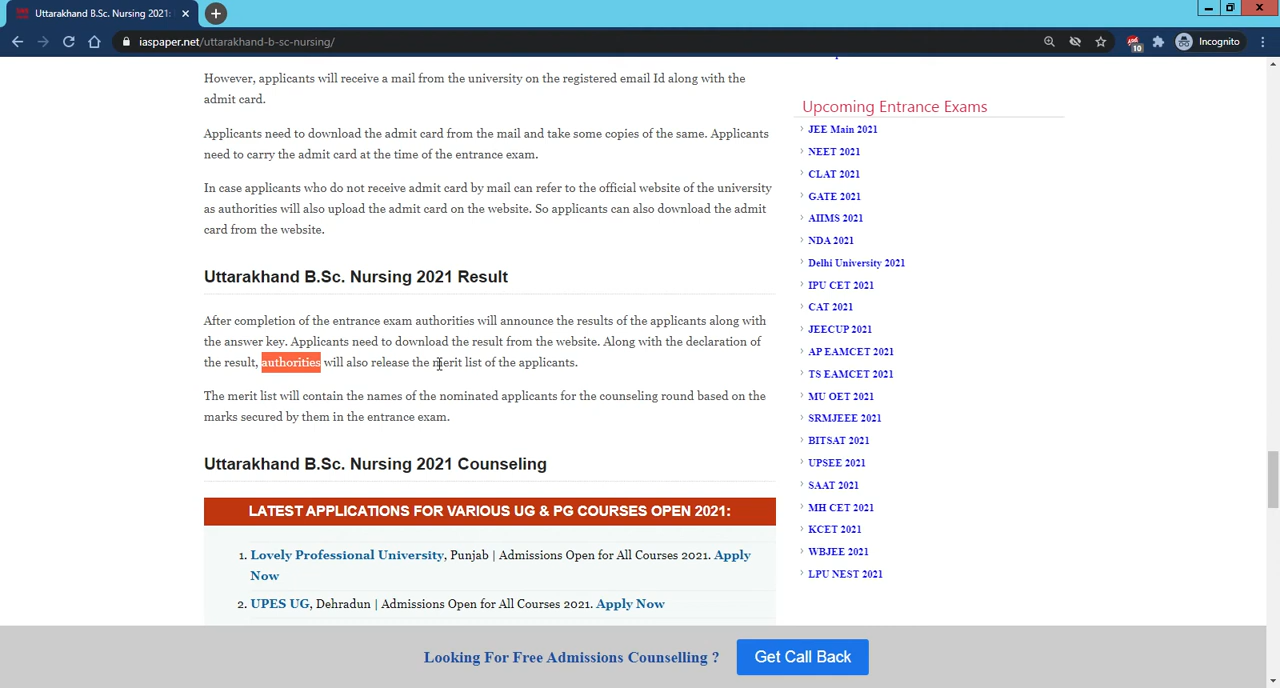 Uttarakhand B.Sc. Nursing 2021:
iaspaper.net/uttarakhand-b-sc-nursing/
10
Incognito
However, applicants will receive a mail from the university on the registered email Id along with the
admit card.
Applicants need to download the admit card from the mail and take some copies of the same. Applicants
need to carry the admit card at the time of the entrance exam.
In case applicants who do not receive admit card by mail can refer to the official website of the university
as authorities will also upload the admit card on the website. So applicants can also download the admit
card from the website.
Uttarakhand B.Sc. Nursing 2021 Result
After completion of the entrance exam authorities will announce the results of the applicants along with
the answer key. Applicants need to download the result from the website. Along with the declaration of
the result, authorities will also release the merit list of the applicants.
The merit list will contain the names of the nominated applicants for the counseling round based on the
marks secured by them in the entrance exam.
Uttarakhand B.Sc. Nursing 2021 Counseling
LATEST APPLICATIONS FOR VARIOUS UG & PG COURSES OPEN 2021:
1. Lovely Professional University, Punjab | Admissions Open for All Courses 2021. Apply
Now
2. UPES UG, Dehradun | Admissions Open for All Courses 2021. Apply Now
Upcoming Entrance Exams
JEE Main 2021
NEET 2021
CLAT 2021
GATE 2021
AIIMS 2021
NDA 2021
Delhi University 2021
IPU CET 2021
CAT 2021
JEECUP 2021
AP EAMCET 2021
TS EAMCET 2021
MU OET 2021
SRMJEEE 2021
BITSAT 2021
UPSEE 2021
SAAT 2021
MH CET 2021
KCET 2021
WBJEE 2021
LPU NEST 2021
Looking For Free Admissions Counselling ?
Get Call Back